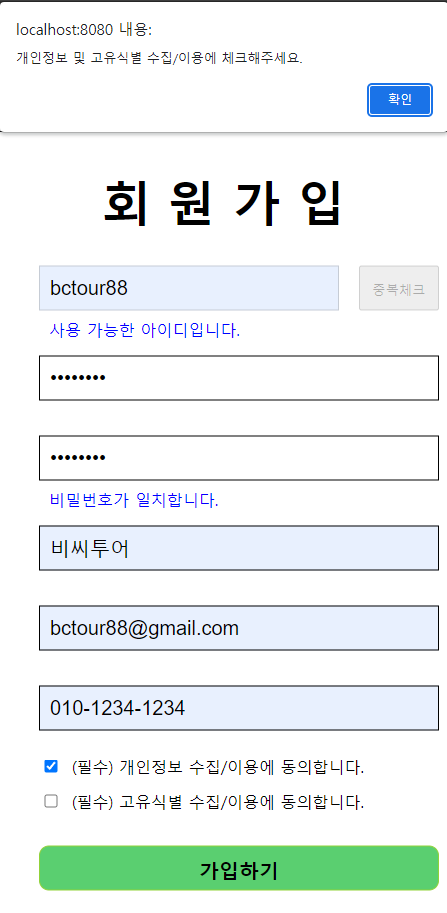 localhost:8080 내용:
개인정보 및 고유식별 수집/이용에 체크해주세요.
확인
회 원 가 입
bctour88
중복체크
사용 가능한 아이디입니다.
••••••••
••••••••
비밀번호가 일치합니다.
비씨투어
bctour88@gmail.com
010-1234-1234
(필수) 개인정보 수집/이용에 동의합니다.
(필수) 고유식별 수집/이용에 동의합니다.
가입하기